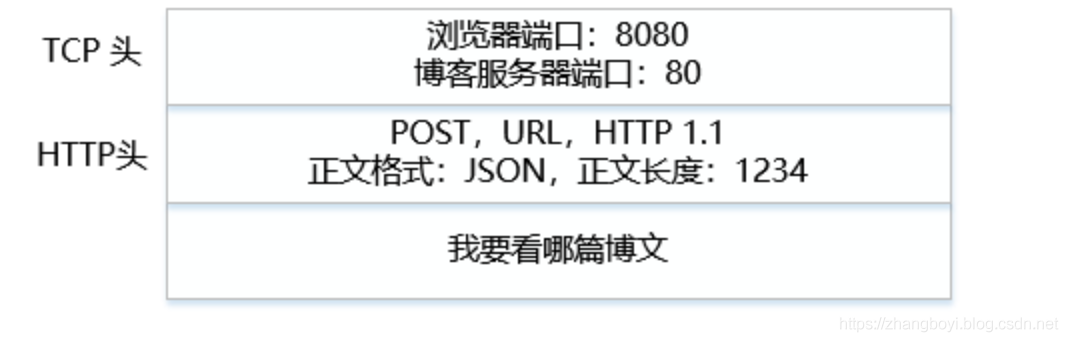 TCP 头
浏览器端口：8080
博客服务器端口：80
HTTP头
POST，URL，HTTP 1.1
正文格式：JSON，正文长度：1234
我要看哪篇博文
https://zhangboyi.blog.csdn.net